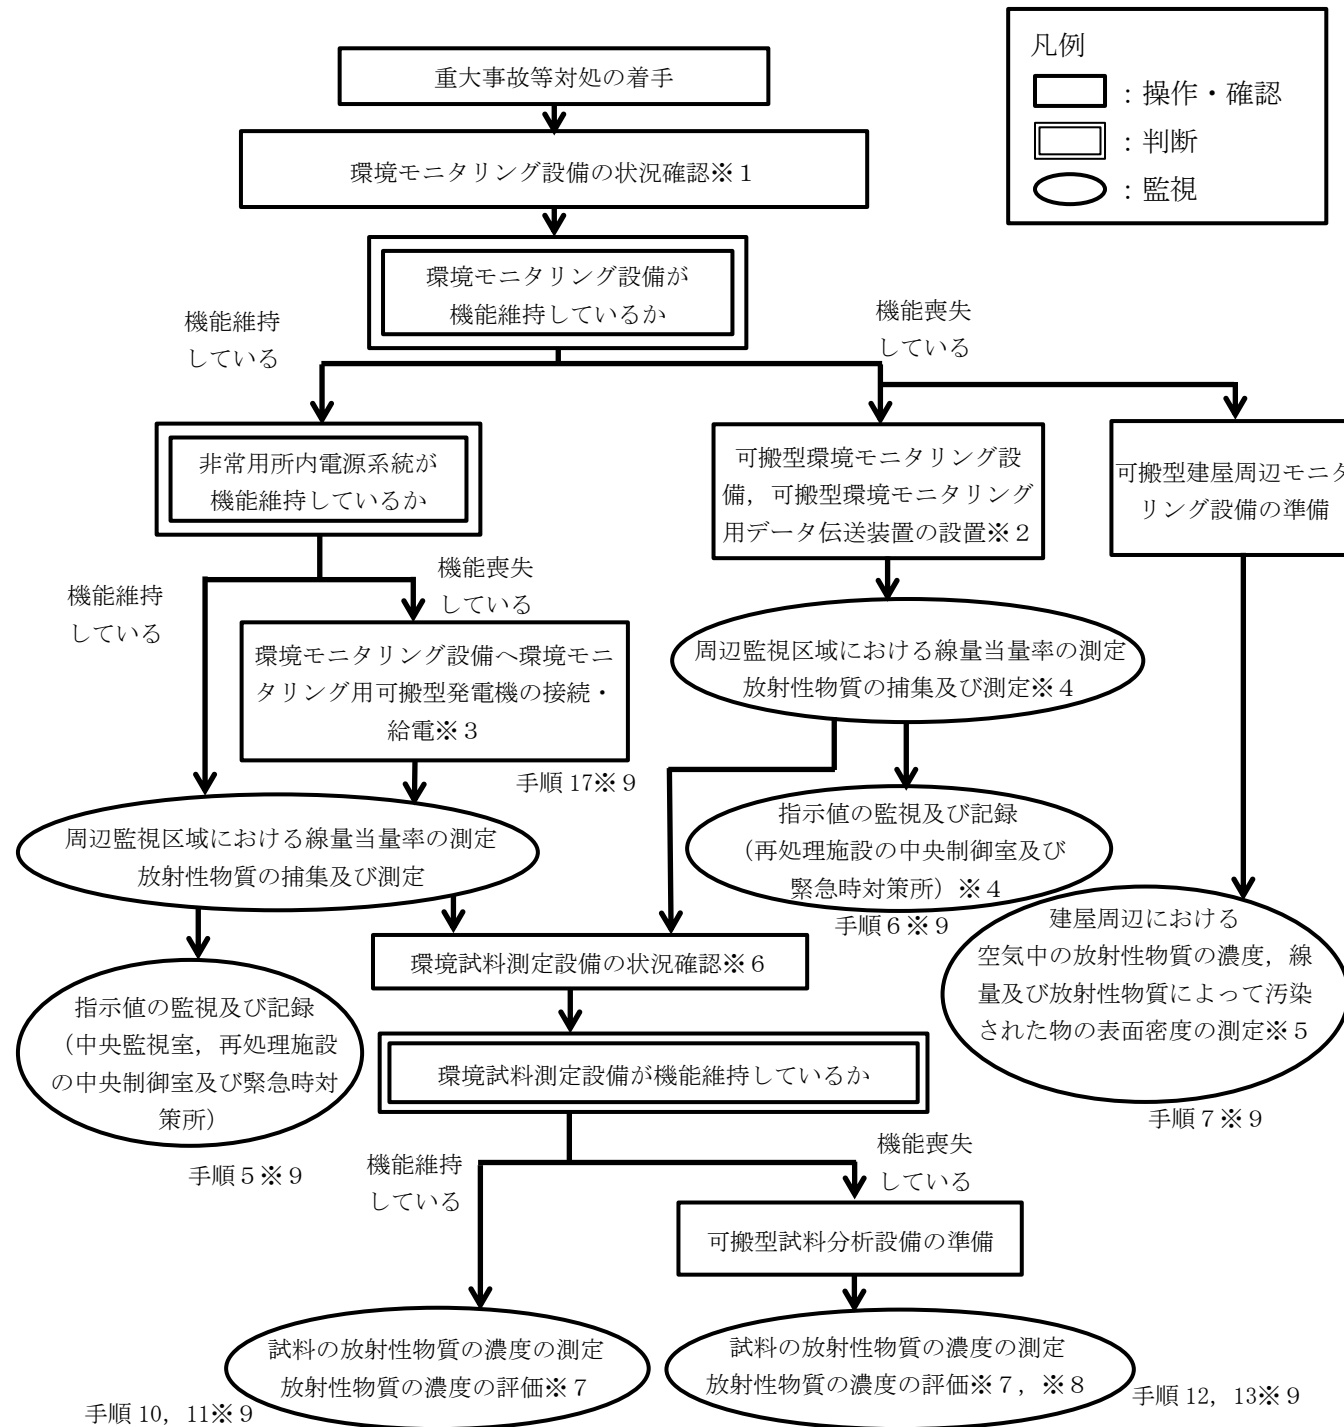 凡例
：操作・確認
：判断
：監視
重大事故等対処の着手
環境モニタリング設備の状況確認※１
環境モニタリング設備が
機能維持しているか
機能維持
している
機能喪失
している
非常用所内電源系統が
機能維持しているか
可搬型環境モニタリング設
備，可搬型環境モニタリング
用データ伝送装置の設置※２
可搬型建屋周辺モニタ
リング設備の準備
機能維持
している
機能喪失
している
環境モニタリング設備へ環境モニ
タリング用可搬型発電機の接続・
給電※３
手順 17※９
周辺監視区域における線量当量率の測定
放射性物質の捕集及び測定※４
周辺監視区域における線量当量率の測定
放射性物質の捕集及び測定
指示値の監視及び記録
（再処理施設の中央制御室及び
緊急時対策所）※４
手順６※９
建屋周辺における
空気中の放射性物質の濃度，線
量及び放射性物質によって汚染
された物の表面密度の測定※５
手順７※９
環境試料測定設備の状況確認※６
指示値の監視及び記録
（中央監視室，再処理施設
の中央制御室及び緊急時対
策所）
手順５※９
環境試料測定設備が機能維持しているか
機能維持
している
機能喪失
している
可搬型試料分析設備の準備
試料の放射性物質の濃度の測定
放射性物質の濃度の評価※７
手順 10，11※９
試料の放射性物質の濃度の測定
放射性物質の濃度の評価※７，※８
手順 12，13※９